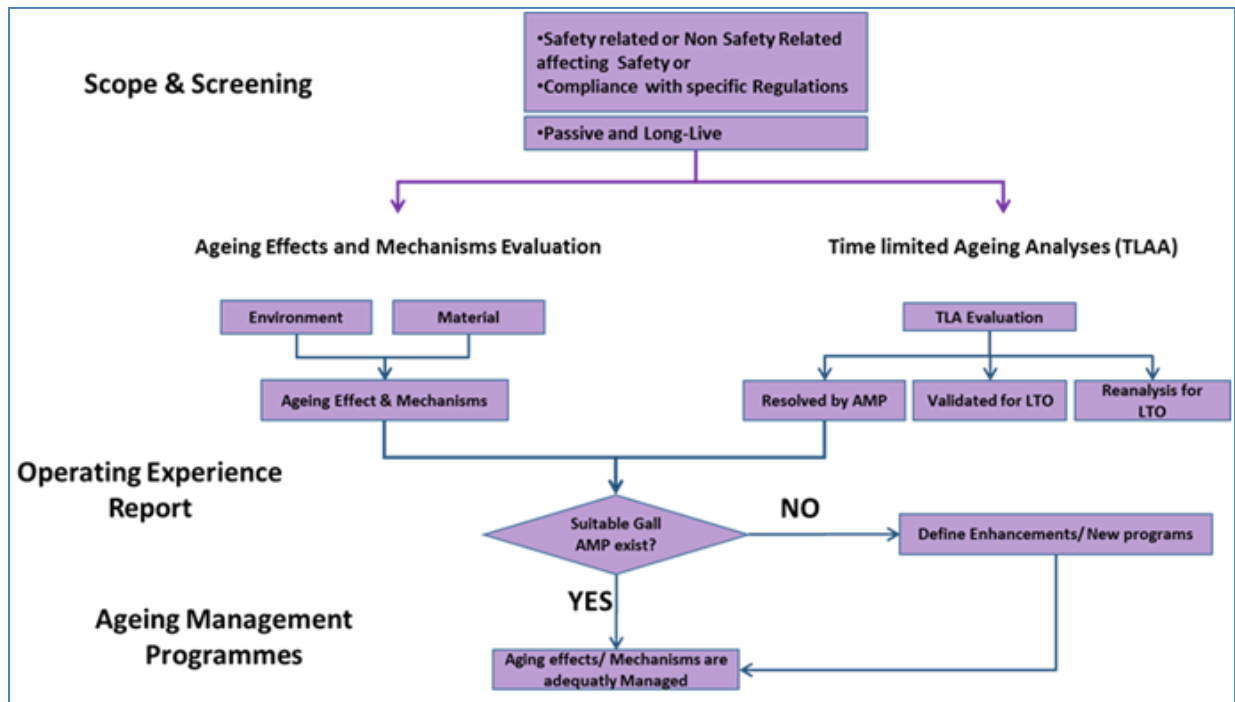 •Safety related or Non Safety Related
affecting Safety or
•Compliance with specific Regulations
Scope & Screening
•Passive and Long-Live
Ageing Effects and Mechanisms Evaluation
Time limited Ageing Analyses (TLAA)
Environment
Material
TLA Evaluation
Ageing Effect & Mechanisms
Resolved by AMP
Validated for LTO
Reanalysis for
LTO
Operating Experience
Report
Suitable Gall
AMP exist?
NO
Define Enhancements/ New programs
YES
Ageing Management
Programmes
Aging effects/ Mechanisms are
adequatly Managed